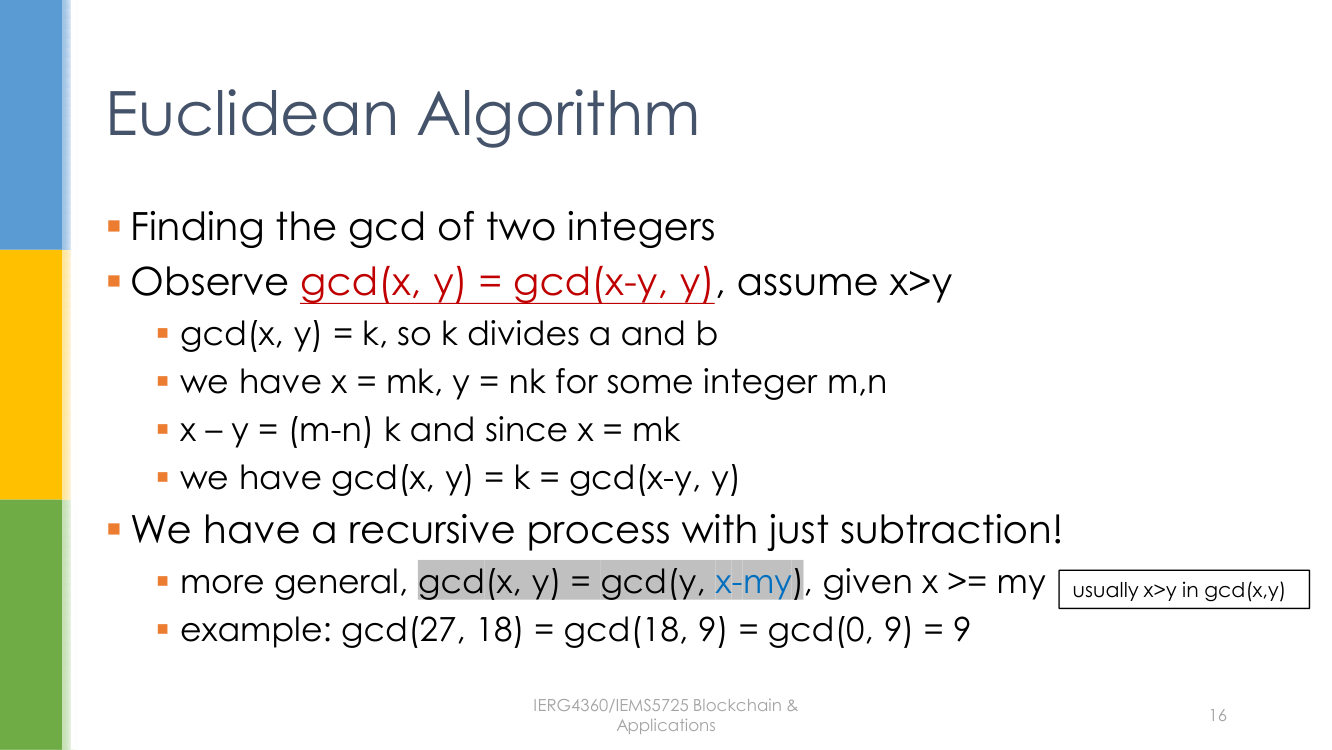 Euclidean Algorithm
Finding the gcd of two integers
Observe gcd(x, y) = gcd(x-y, y), assume x>y
gcd(x, y) = k, so k divides a and b
we have x = mk, y = nk for some integer m,n
x – y = (m-n) k and since x = mk
we have gcd(x, y) = k = gcd(x-y, y)
We have a recursive process with just subtraction!
more general, gcd(x, y) = gcd(y, x-my), given x >= my
usually x>y in gcd(x,y)
example: gcd(27, 18) = gcd(18, 9) = gcd(0, 9) = 9
IERG4360/IEMS5725 Blockchain &
Applications
16